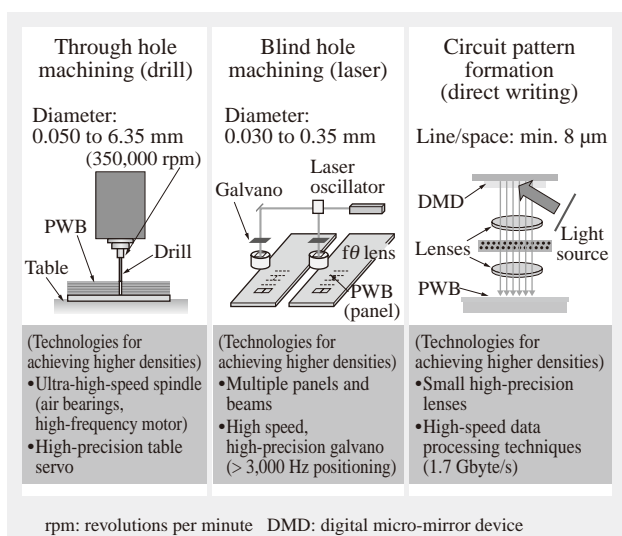 Through hole
machining (drill)
Diameter:
0.050 to 6.35 mm
(350,000 rpm)
PWB
Drill
Table
(Technologies for
achieving higher densities)
•Ultra-high-speed spindle
(air bearings,
high-frequency motor)
•High-precision table
servo
Blind hole
machining (laser)
Diameter:
0.030 to 0.35 mm
Laser
oscillator
Galvano
fθ lens
PWB
(panel)
(Technologies for
achieving higher densities)
•Multiple panels and
beams
•High speed,
high-precision galvano
(> 3,000 Hz positioning)
Circuit pattern
formation
(direct writing)
Line/space: min. 8 μm
DMD
Lenses
Light
source
PWB
(Technologies for
achieving higher densities)
•Small high-precision
lenses
•High-speed data
processing techniques
(1.7 Gbyte/s)
rpm: revolutions per minute DMD: digital micro-mirror device